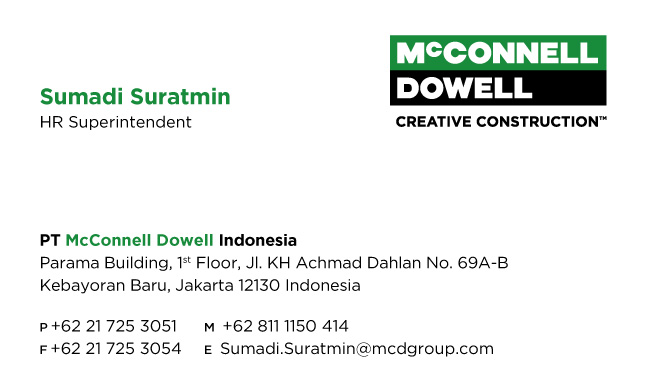 McCONNELL
DOWELL
CREATIVE CONSTRUCTION™
Sumadi Suratmin
HR Superintendent
PT McConnell Dowell Indonesia
Parama Building, 1st Floor, Jl. KH Achmad Dahlan No. 69A-B
Kebayoran Baru, Jakarta 12130 Indonesia
P +62 21 725 3051 M +62 811 1150 414
F +62 21 725 3054 E Sumadi.Suratmin@mcdgroup.com